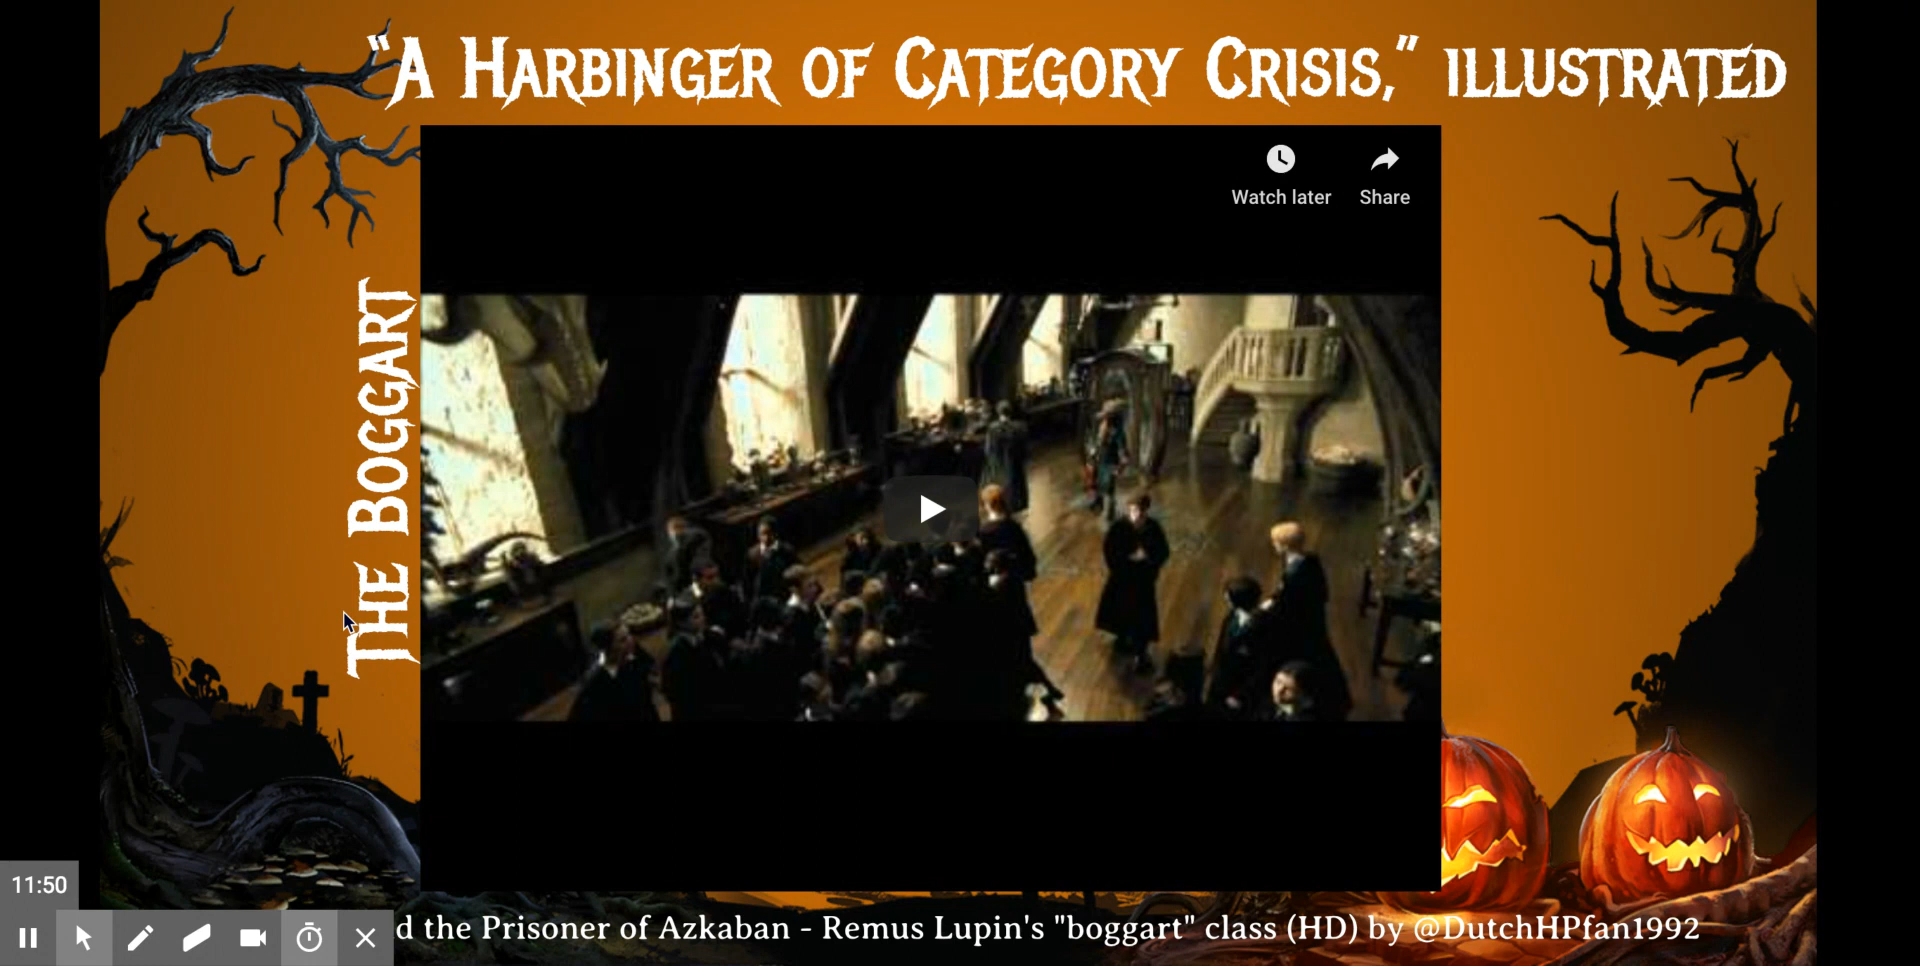 “A Harbinger of Category Crisis,” illustrated
Watch later
Share
The Boggart
11:50
d the Prisoner of Azkaban - Remus Lupin's "boggart" class (HD) by @DutchHPfan1992